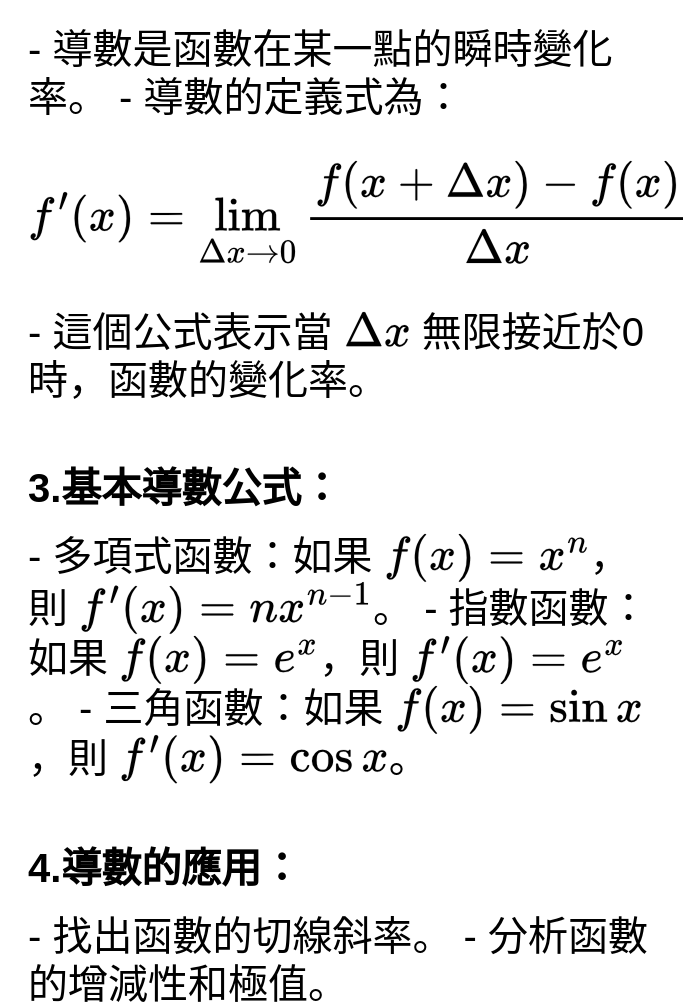 - 導數是函數在某一點的瞬時變化
率。 - 導數的定義式為：
f′(x) = lim_{Δx→0} \frac{f(x + Δx) − f(x)}{Δx}
- 這個公式表示當 Δx 無限接近於0
時，函數的變化率。
3.基本導數公式：
- 多項式函數：如果 f(x) = x^n，
則 f′(x) = nx^{n−1}。 - 指數函數：
如果 f(x) = e^x，則 f′(x) = e^x
。 - 三角函數：如果 f(x) = sin x
，則 f′(x) = cos x。
4.導數的應用：
- 找出函數的切線斜率。 - 分析函數
的增減性和極值。